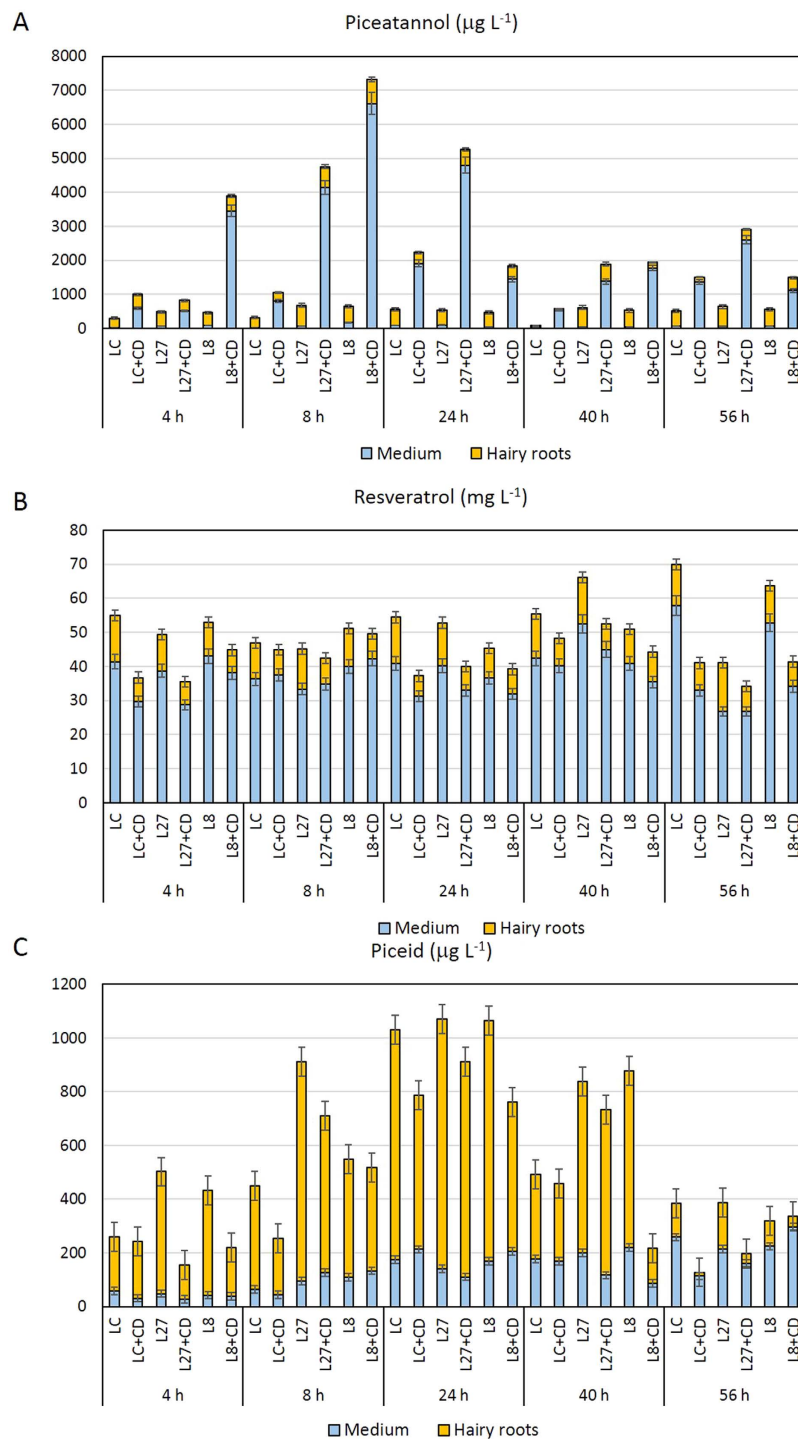 A
Piceatannol (µg L⁻¹)
8000
7000
6000
5000
4000
3000
2000
1000
0
LC LC+CD L27 L27+CD L8 L8+CD LC LC+CD L27 L27+CD L8 L8+CD LC LC+CD L27 L27+CD L8 L8+CD LC LC+CD L27 L27+CD L8 L8+CD LC LC+CD L27 L27+CD L8 L8+CD
4 h 8 h 24 h 40 h 56 h
Medium Hairy roots
B
Resveratrol (mg L⁻¹)
80
70
60
50
40
30
20
10
0
LC LC+CD L27 L27+CD L8 L8+CD LC LC+CD L27 L27+CD L8 L8+CD LC LC+CD L27 L27+CD L8 L8+CD LC LC+CD L27 L27+CD L8 L8+CD LC LC+CD L27 L27+CD L8 L8+CD
4 h 8 h 24 h 40 h 56 h
Medium Hairy roots
C
Piceid (µg L⁻¹)
1200
1000
800
600
400
200
0
LC LC+CD L27 L27+CD L8 L8+CD LC LC+CD L27 L27+CD L8 L8+CD LC LC+CD L27 L27+CD L8 L8+CD LC LC+CD L27 L27+CD L8 L8+CD LC LC+CD L27 L27+CD L8 L8+CD
4 h 8 h 24 h 40 h 56 h
Medium Hairy roots